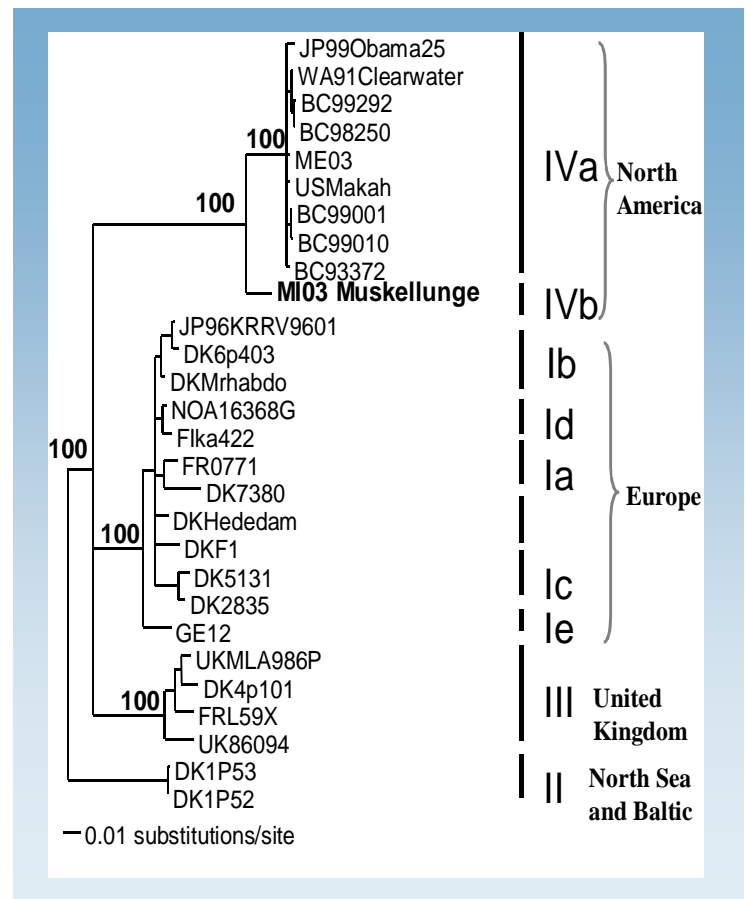 JP99Obama25
WA91Clearwater
BC99292
BC98250
100
ME03
IVa
North
America
USMakah
100
BC99001
BC99010
BC93372
MI03 Muskellunge
IVb
JP96KRRV9601
DK6p403
Ib
DKMrhabdo
NOA16368G
Id
FIka422
100
FR0771
Ia
DK7380
Europe
DKHededam
100
DKF1
DK5131
Ic
DK2835
GE12
Ie
UKMLA986P
DK4p101
100
III
United
Kingdom
FRL59X
UK86094
DK1P53
II
North Sea
and Baltic
DK1P52
0.01 substitutions/site